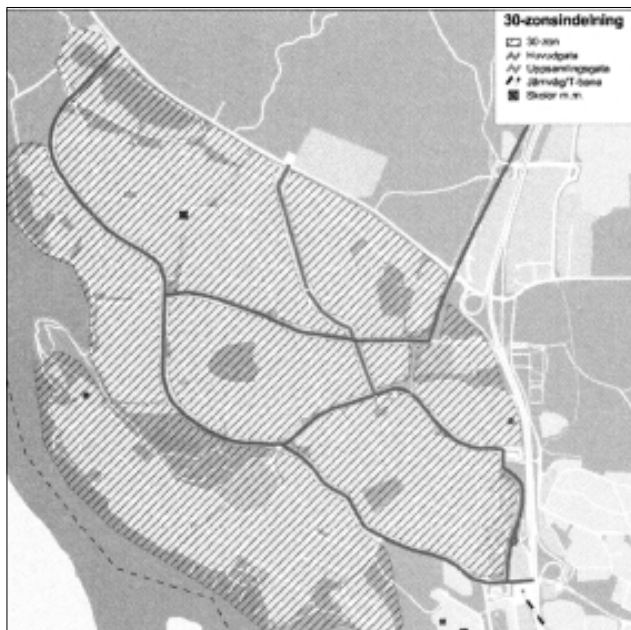 30-zonsindelning
30-zon
Huvudgata
Uppsamlingsgata
Järnväg/T-bana
Skolor m.m.